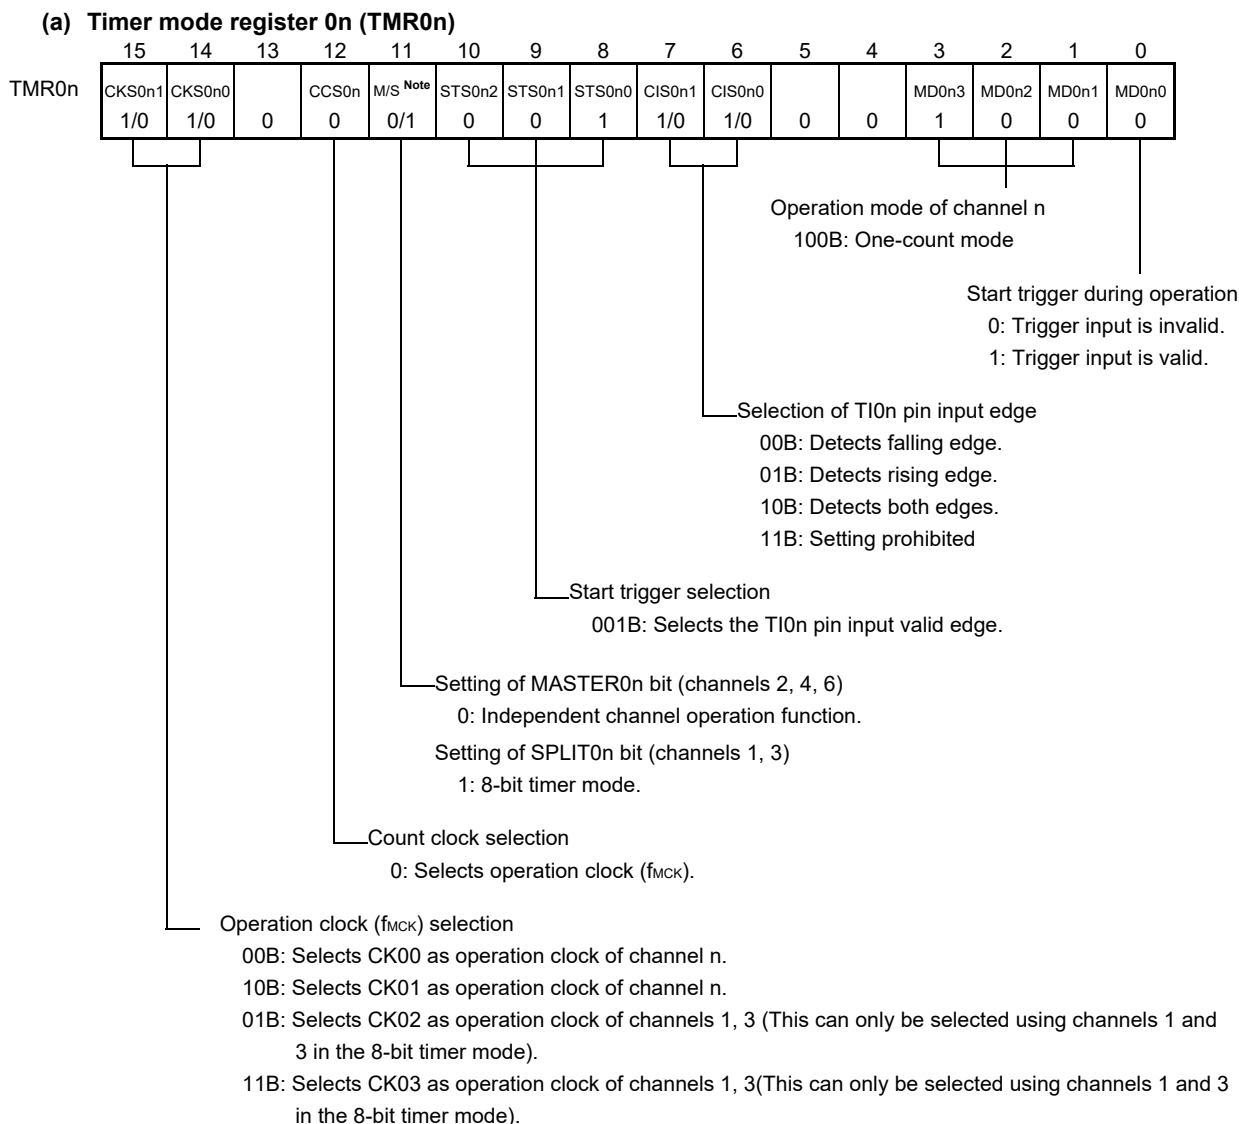 (a) Timer mode register 0n (TMR0n)
15 14 13 12 11 10 9 8 7 6 5 4 3 2 1 0
TMR0n CKS0n1 CKS0n0 CCS0n M/S Note STS0n2 STS0n1 STS0n0 CIS0n1 CIS0n0 MD0n3 MD0n2 MD0n1 MD0n0
1/0 1/0 0 0 0/1 0 0 1 1/0 1/0 0 0 1 0 0 0
Operation mode of channel n
100B: One-count mode
Start trigger during operation
0: Trigger input is invalid.
1: Trigger input is valid.
Selection of TI0n pin input edge
00B: Detects falling edge.
01B: Detects rising edge.
10B: Detects both edges.
11B: Setting prohibited
Start trigger selection
001B: Selects the TI0n pin input valid edge.
Setting of MASTER0n bit (channels 2, 4, 6)
0: Independent channel operation function.
Setting of SPLIT0n bit (channels 1, 3)
1: 8-bit timer mode.
Count clock selection
0: Selects operation clock (fMCK).
Operation clock (fMCK) selection
00B: Selects CK00 as operation clock of channel n.
10B: Selects CK01 as operation clock of channel n.
01B: Selects CK02 as operation clock of channels 1, 3 (This can only be selected using channels 1 and
3 in the 8-bit timer mode).
11B: Selects CK03 as operation clock of channels 1, 3(This can only be selected using channels 1 and 3
in the 8-bit timer mode).